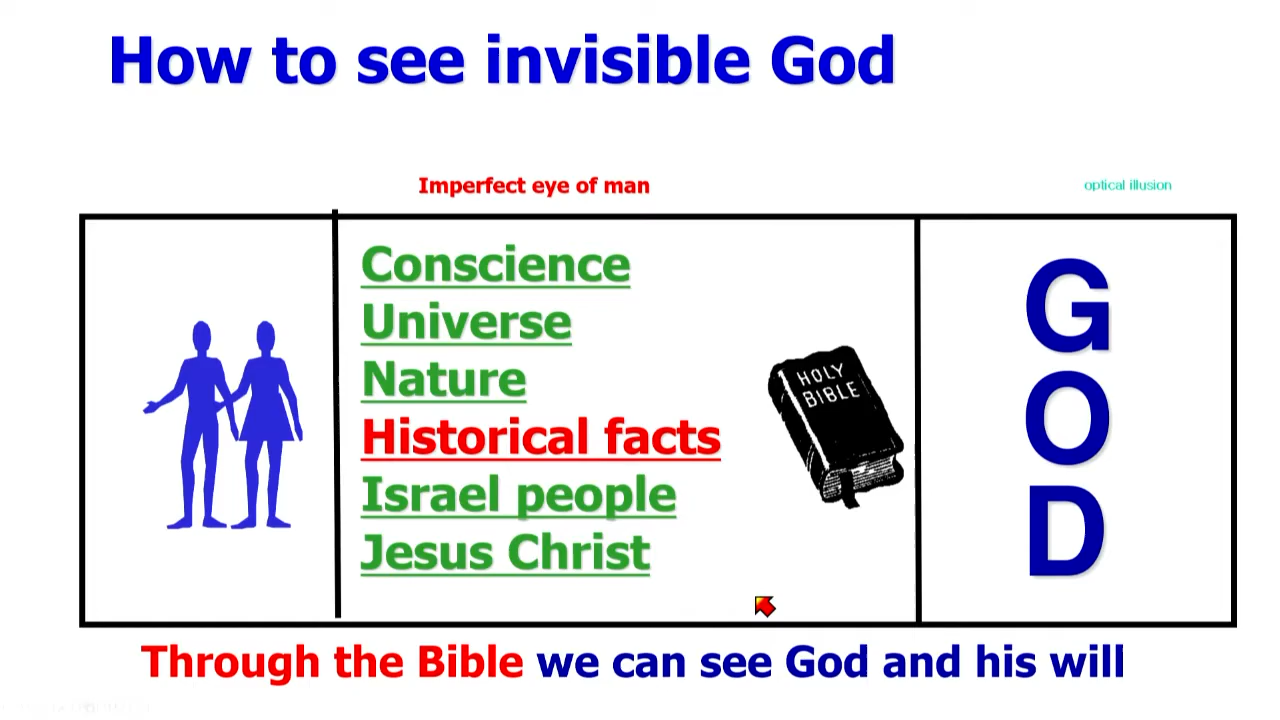 How to see invisible God
Imperfect eye of man
optical illusion
Conscience
Universe
Nature
Historical facts
Israel people
Jesus Christ
HOLY
BIBLE
G
O
D
Through the Bible we can see God and his will